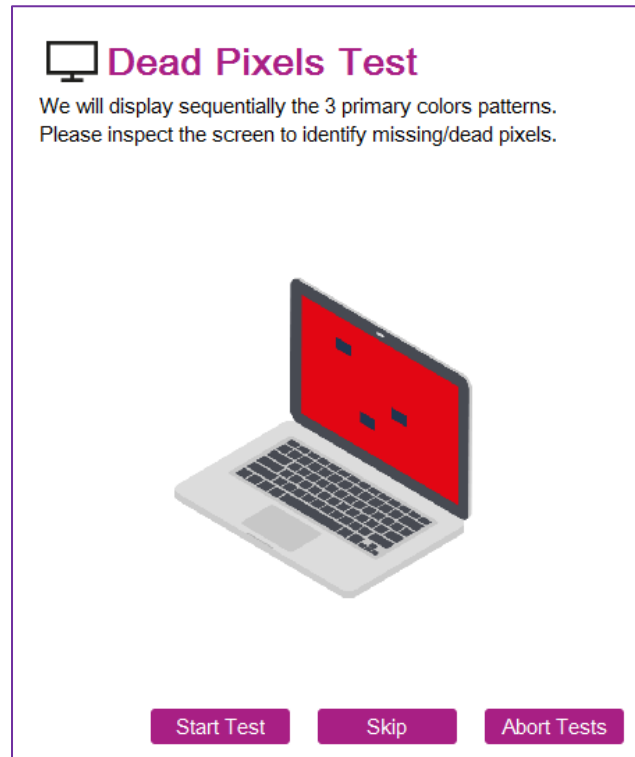 Dead Pixels Test
We will display sequentially the 3 primary colors patterns.
Please inspect the screen to identify missing/dead pixels.
Start Test
Skip
Abort Tests